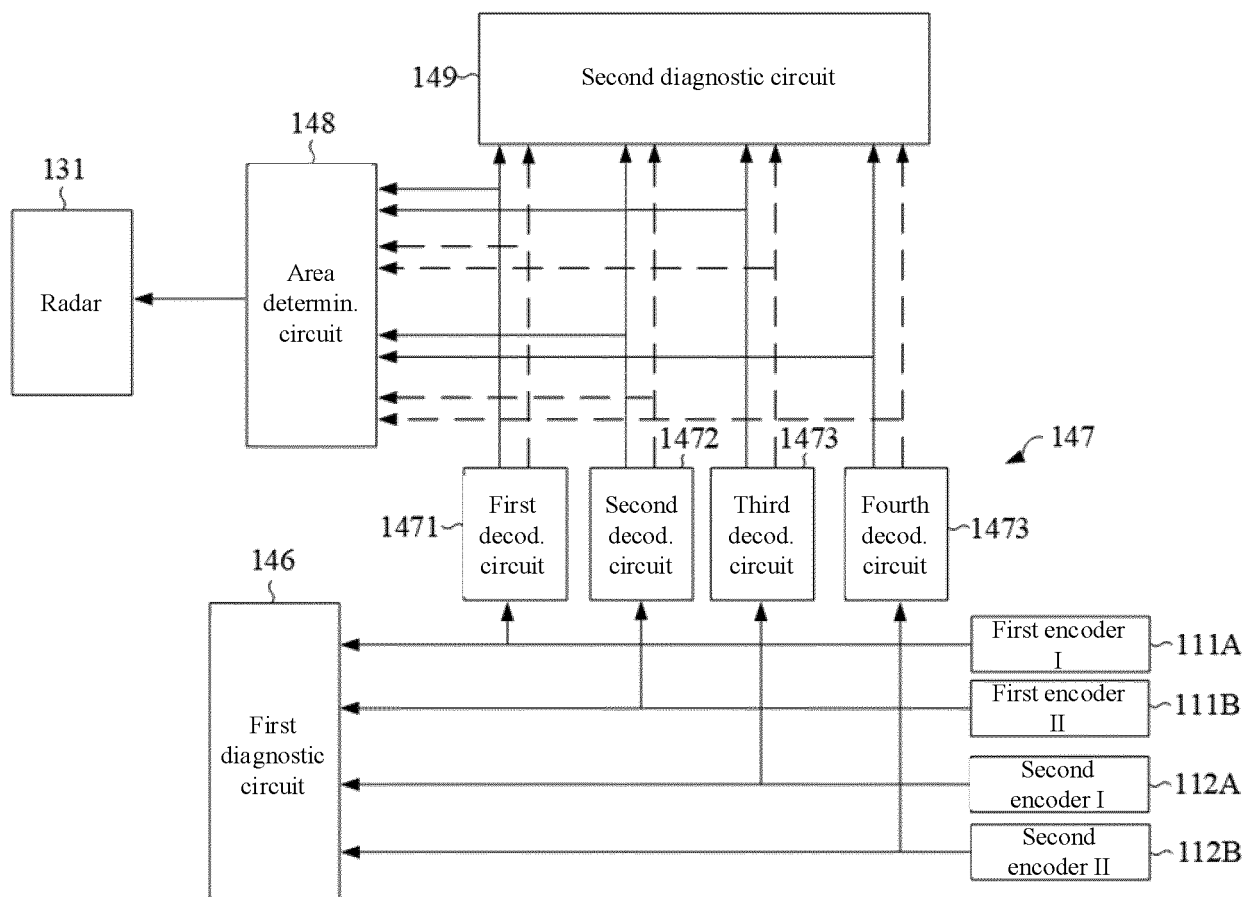 149
Second diagnostic circuit
148
131
Radar
Area
determin.
circuit
1472
1473
147
1471
First
decod.
circuit
Second
decod.
circuit
Third
decod.
circuit
Fourth
decod.
circuit
1473
146
First
diagnostic
circuit
First encoder
I
111A
First encoder
II
111B
Second
encoder I
112A
Second
encoder II
112B